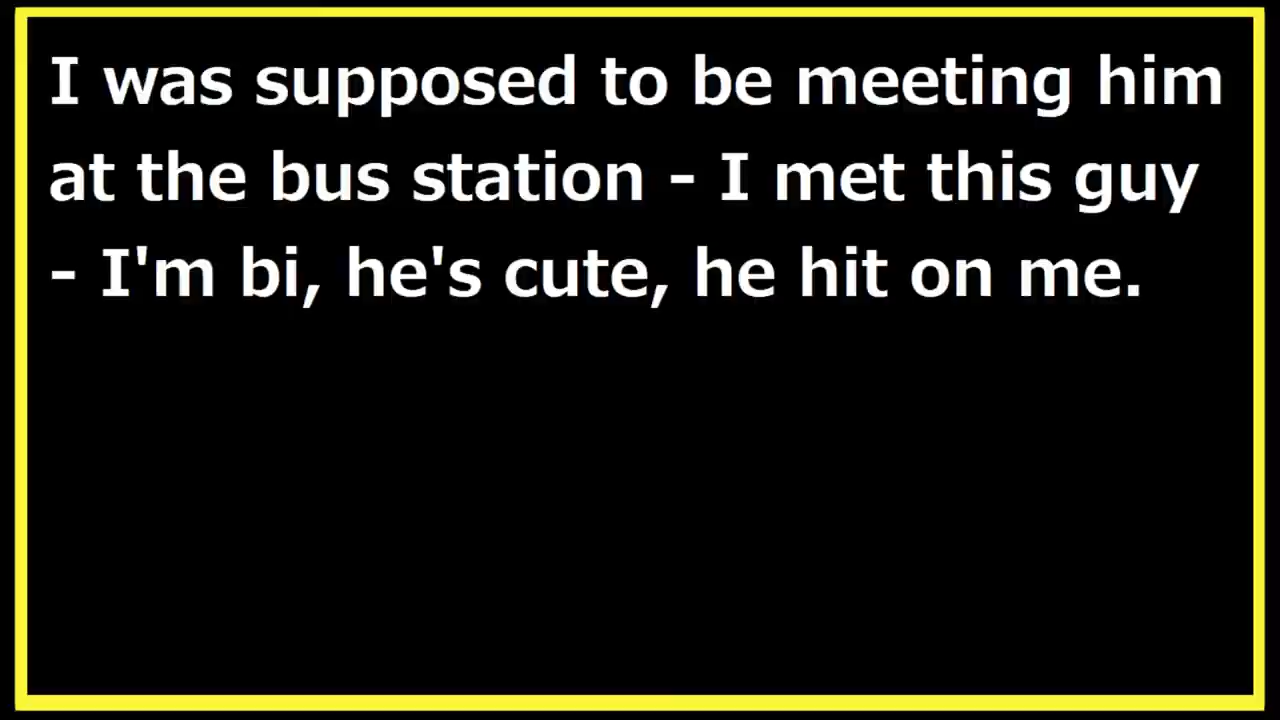 I was supposed to be meeting him
at the bus station - I met this guy
- I'm bi, he's cute, he hit on me.